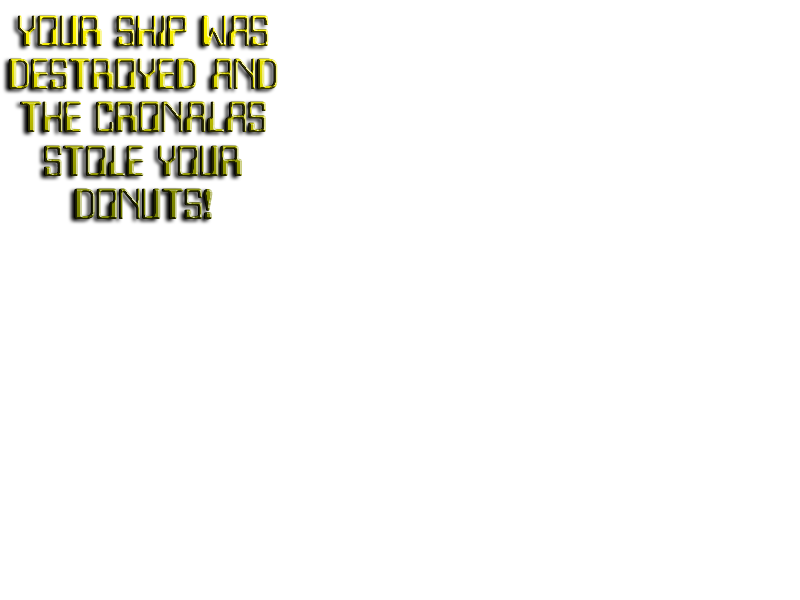 YOUR SHIP WAS
DESTROYED AND
THE CRONALAS
STOLE YOUR
DONUTS!